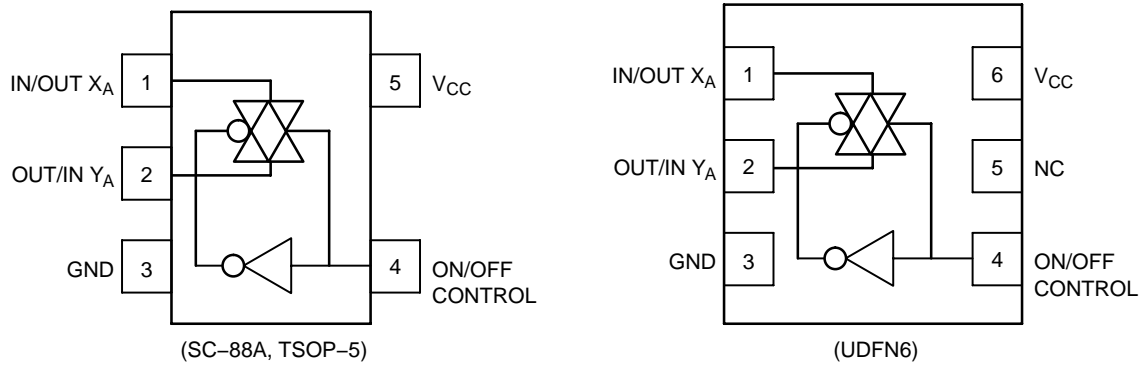 IN/OUT XA
1
5
VCC
OUT/IN YA
2
GND
3
4
ON/OFF
CONTROL
(SC–88A, TSOP–5)
IN/OUT XA
1
6
VCC
OUT/IN YA
2
5
NC
GND
3
4
ON/OFF
CONTROL
(UDFN6)